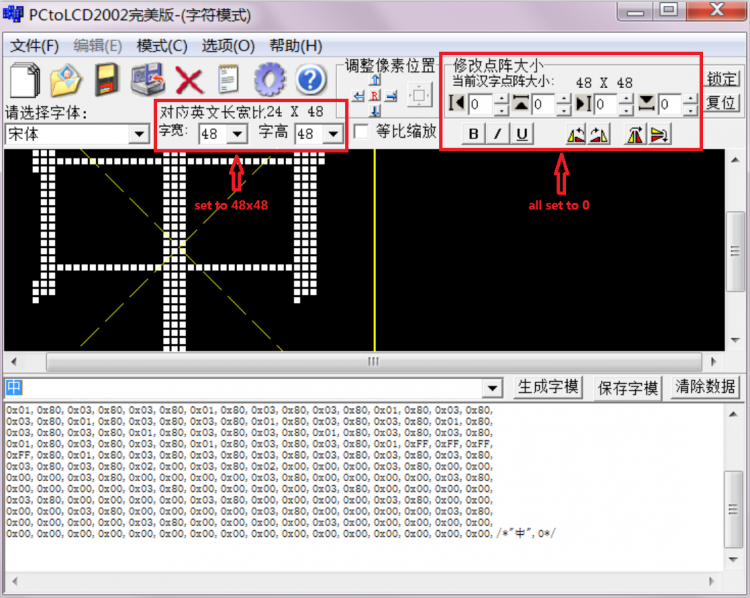 PCtoLCD2002完美版-(字符模式)
文件(F) 编辑(E) 模式(C) 选项(O) 帮助(H)
请选择字体:
宋体
对应英文长宽比24 X 48
字宽: 48 字高 48
调整像素位置
R
等比缩放
修改点阵大小
当前汉字点阵大小: 48 X 48
0 0 0 0
B I U
锁定
复位
set to 48x48
all set to 0
中
生成字模 保存字模 清除数据
0x01,0x80,0x03,0x80,0x03,0x80,0x01,0x80,0x03,0x80,0x03,0x80,0x01,0x80,0x03,0x80,
0x03,0x80,0x01,0x80,0x03,0x80,0x03,0x80,0x01,0x80,0x03,0x80,0x03,0x80,0x01,0x80,
0x03,0x80,0x03,0x80,0x01,0x80,0x03,0x80,0x03,0x80,0x01,0x80,0x03,0x80,0x03,0x80,
0x01,0x80,0x03,0x80,0x03,0x80,0x01,0x80,0x03,0x80,0x03,0x80,0x01,0xFF,0xFF,0xFF,
0xFF,0x80,0x01,0x80,0x03,0x80,0x03,0x80,0x01,0x80,0x03,0x80,0x03,0x80,0x03,0x80,
0x03,0x80,0x02,0x00,0x03,0x80,0x02,0x00,0x00,0x00,0x03,0x80,0x00,0x00,
0x00,0x00,0x03,0x80,0x00,0x00,0x00,0x00,0x03,0x80,0x00,0x00,0x00,0x00,0x03,0x80,
0x00,0x00,0x00,0x00,0x03,0x80,0x00,0x00,0x00,0x00,0x03,0x80,0x00,0x00,0x00,0x00,
0x03,0x80,0x00,0x00,0x00,0x00,0x03,0x80,0x00,0x00,0x00,0x00,0x03,0x80,0x00,0x00,
0x00,0x00,0x03,0x80,0x00,0x00,0x00,0x00,0x03,0x80,0x00,0x00,0x00,0x00,0x03,0x80,
0x00,0x00,0x00,0x00,0x03,0x80,0x00,0x00,0x00,0x00,0x03,0x00,0x00,0x00,0x00,0x00,
0x00,0x00,0x00,0x00,0x00,0x00,0x00,0x00,0x00,0x00,0x00,0x00,0x00,0x00,0x00,0x00,/*"中",0*/